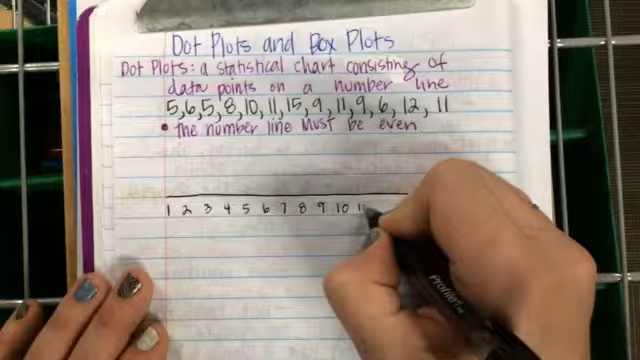 Dot Plots and Box Plots
Dot Plots: a statistical chart consisting of
data points on a number line
5,6,5,8,10,11,15,9,11,9,6,12,11
• The number line must be even
1 2 3 4 5 6 7 8 9 10 1
Profile